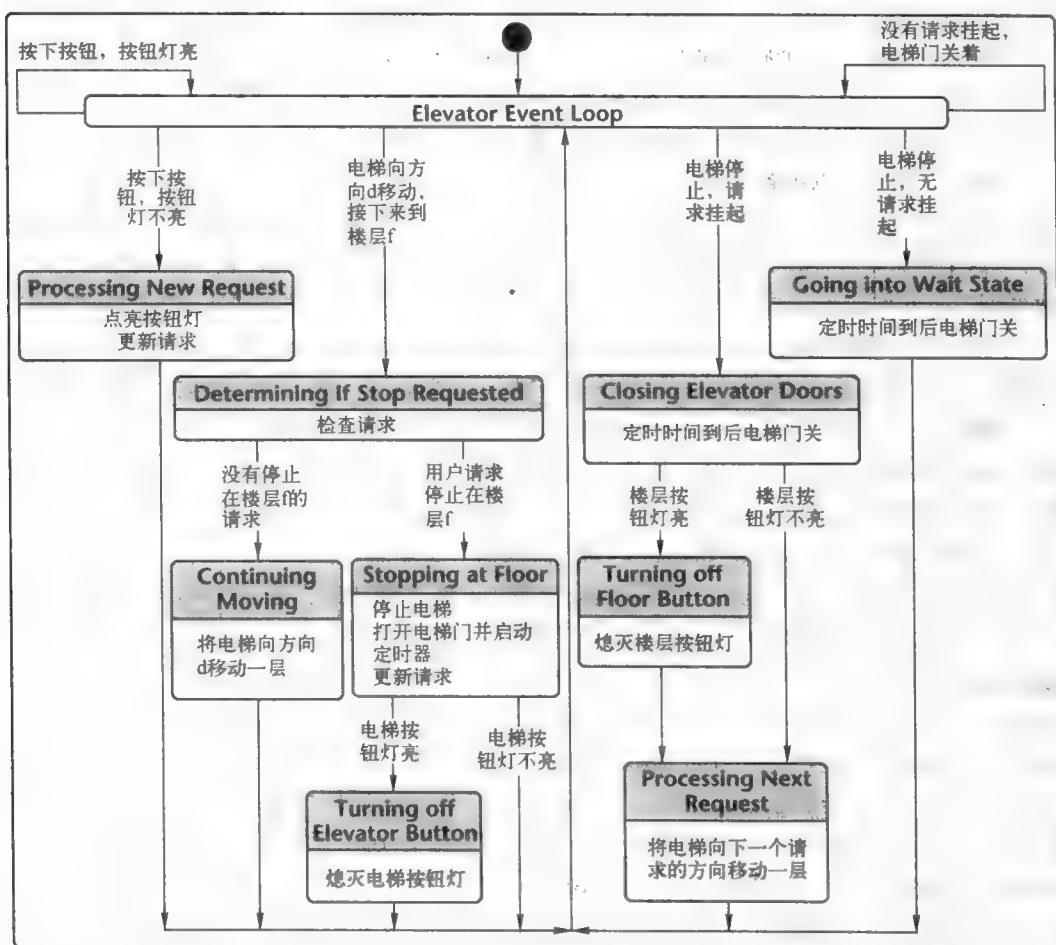 按下按钮，按钮灯亮
没有请求挂起，
电梯门关着
Elevator Event Loop
按下按
钮，按钮
灯不亮
电梯向方
向d移动，
接下来到
楼层f
电梯停
止，请
求挂起
电梯停
止，无
请求挂
起
Processing New Request
点亮按钮灯
更新请求
Going into Wait State
定时时间到后电梯门关
Determining If Stop Requested
检查请求
Closing Elevator Doors
定时时间到后电梯门关
没有停止
在楼层f的
请求
用户请求
停止在楼
层f
楼层按
钮灯亮
楼层按
钮灯不亮
Continuing
Moving
将电梯向方向
d移动一层
Stopping at Floor
停止电梯
打开电梯门并启动
定时器
更新请求
Turning off
Floor Button
熄灭楼层按钮灯
电梯按
钮灯亮
电梯按
钮灯不亮
Turning off
Elevator Button
熄灭电梯按钮灯
Processing Next
Request
将电梯向下一个请
求的方向移动一层